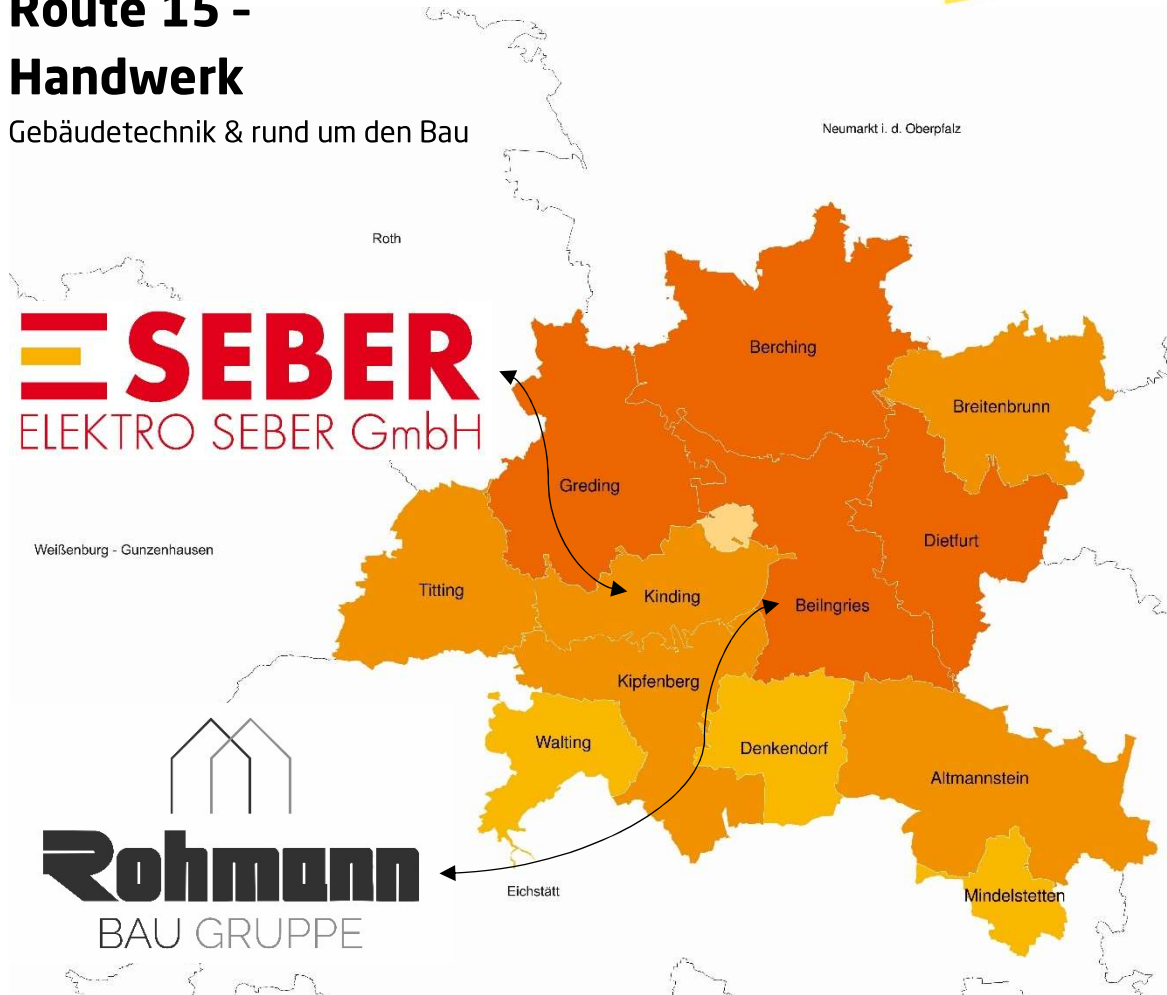 Route 15 -
Handwerk
Gebäudetechnik & rund um den Bau
Neumarkt i. d. Oberpfalz
Roth
SEBER
ELEKTRO SEBER GmbH
Berching
Breitenbrunn
Greding
Dietfurt
Weißenburg - Gunzenhausen
Titting
Kinding
Beilngries
Kipfenberg
Walting
Denkendorf
Altmannstein
Rohmann
BAU GRUPPE
Eichstätt
Mindelstetten